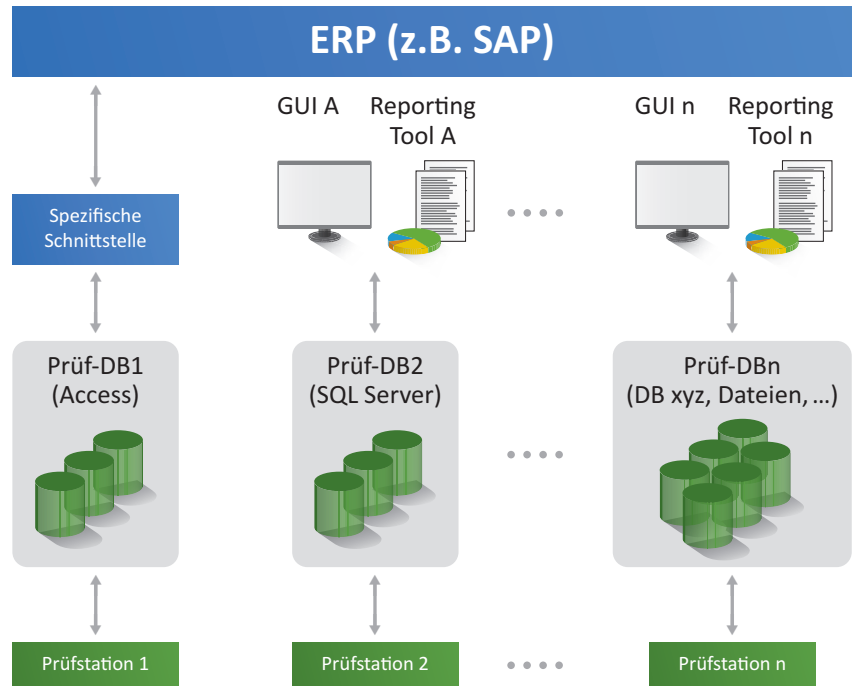 ERP (z.B. SAP)
GUI A
Reporting
Tool A
GUI n
Reporting
Tool n
Spezifische
Schnittstelle
Prüf-DB1
(Access)
Prüf-DB2
(SQL Server)
Prüf-DBn
(DB xyz, Dateien, ...)
Prüfstation 1
Prüfstation 2
Prüfstation n